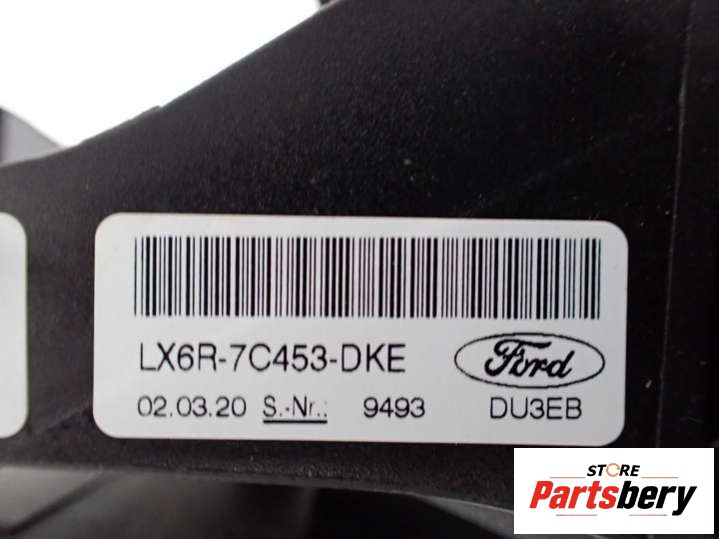 LX6R-7C453-DKE
Ford
02.03.20 S.-Nr.: 9493 DU3EB
STORE
Partsbery